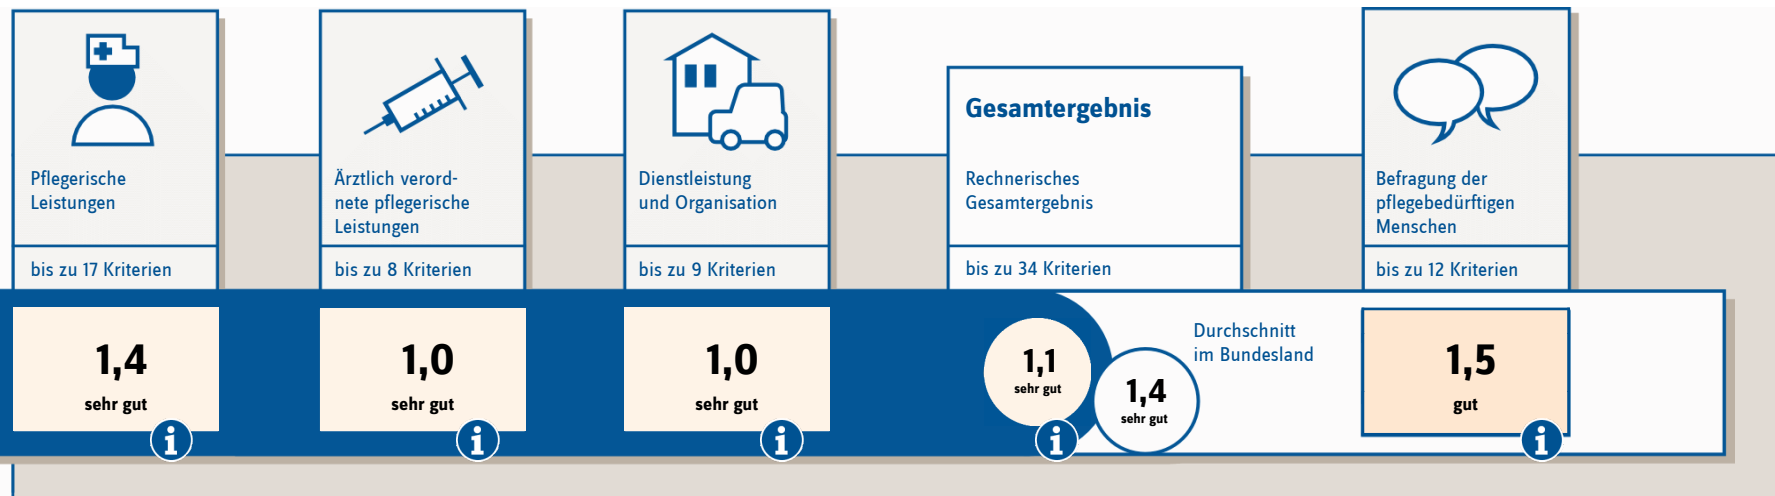 Pflegerische
Leistungen
bis zu 17 Kriterien
1,4
sehr gut
i
Ärztlich verord-
nete pflegerische
Leistungen
bis zu 8 Kriterien
1,0
sehr gut
i
Dienstleistung
und Organisation
bis zu 9 Kriterien
1,0
sehr gut
i
Gesamtergebnis
Rechnerisches
Gesamtergebnis
bis zu 34 Kriterien
1,1
sehr gut
i
1,4
sehr gut
Durchschnitt
im Bundesland
Befragung der
pflegebedürftigen
Menschen
bis zu 12 Kriterien
1,5
gut
i